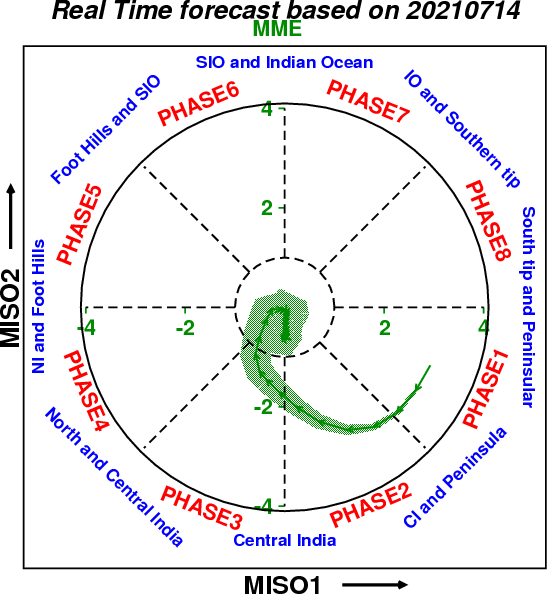 Real Time forecast based on 20210714
MME
SIO and Indian Ocean
Foot Hills and SIO
IO and Southern tip
PHASE6
PHASE7
4
PHASE5
PHASE8
2
NI and Foot Hills
South tip and Peninsular
MISO2
-4
-2
2
4
PHASE4
PHASE1
-2
North and Central India
CI and Peninsula
PHASE3
PHASE2
-4
Central India
MISO1